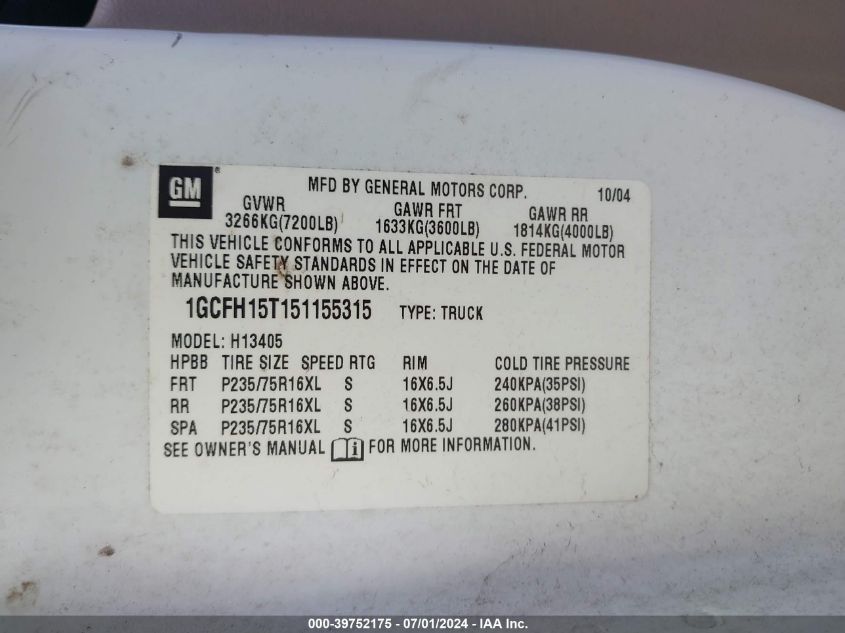 GM®
MFD BY GENERAL MOTORS CORP. 10/04
GVWR GAWR FRT GAWR RR
3266KG(7200LB) 1633KG(3600LB) 1814KG(4000LB)
THIS VEHICLE CONFORMS TO ALL APPLICABLE U.S. FEDERAL MOTOR
VEHICLE SAFETY STANDARDS IN EFFECT ON THE DATE OF
MANUFACTURE SHOWN ABOVE.
1GCFH15T151155315 TYPE: TRUCK
MODEL: H13405
HPBB TIRE SIZE SPEED RTG RIM COLD TIRE PRESSURE
FRT P235/75R16XL S 16X6.5J 240KPA(35PSI)
RR P235/75R16XL S 16X6.5J 260KPA(38PSI)
SPA P235/75R16XL S 16X6.5J 280KPA(41PSI)
SEE OWNER'S MANUAL i FOR MORE INFORMATION.
000-39752175 - 07/01/2024 - IAA Inc.